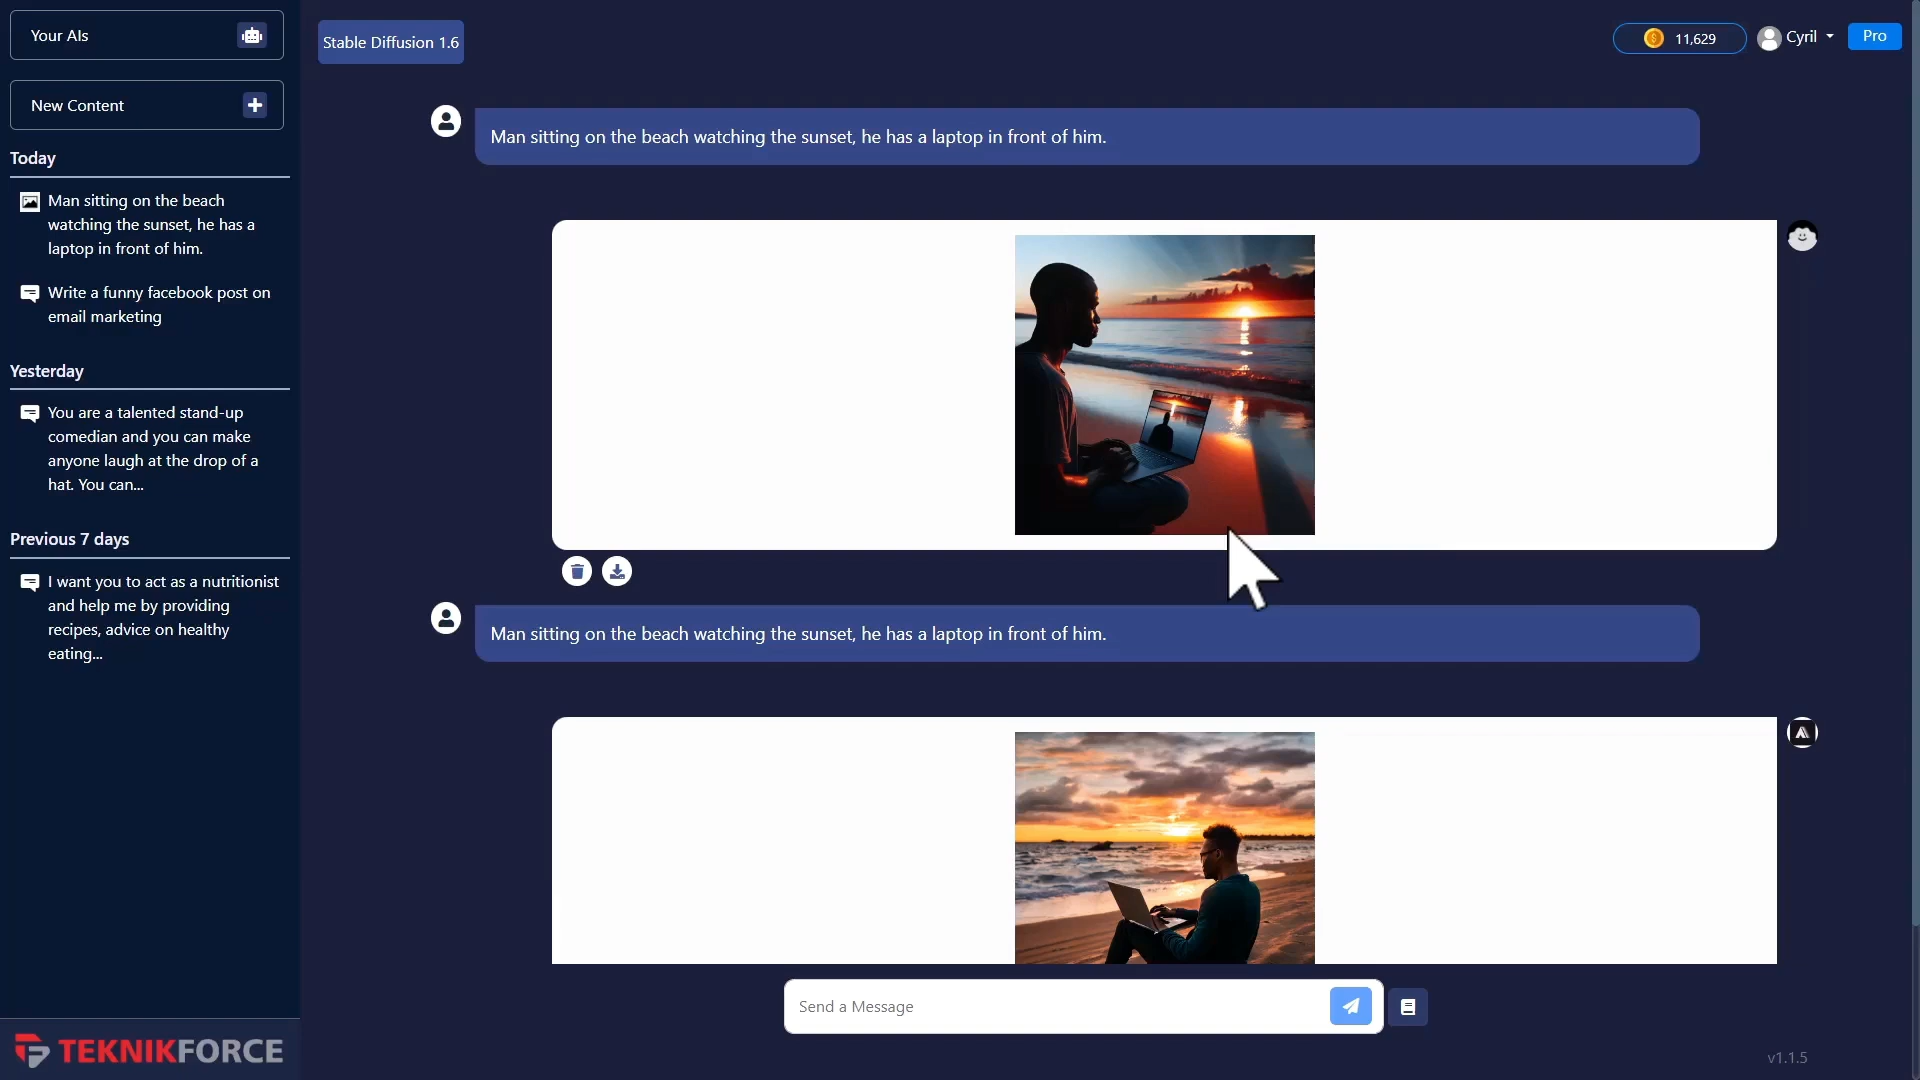 Your AIs
New Content
Today
Man sitting on the beach
watching the sunset, he has a
laptop in front of him.
Write a funny facebook post on
email marketing
Yesterday
You are a talented stand-up
comedian and you can make
anyone laugh at the drop of a
hat. You can...
Previous 7 days
I want you to act as a nutritionist
and help me by providing
recipes, advice on healthy
eating...
TEKNIKFORCE
Stable Diffusion 1.6
11,629
Cyril
Pro
Man sitting on the beach watching the sunset, he has a laptop in front of him.
Man sitting on the beach watching the sunset, he has a laptop in front of him.
Send a Message
v1.1.5